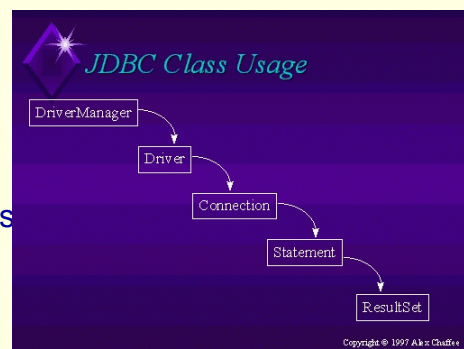 JDBC Class Usage
DriverManager
Driver
Connection
s
Statement
ResultSet
Copyright © 1997 Alex Chaffee